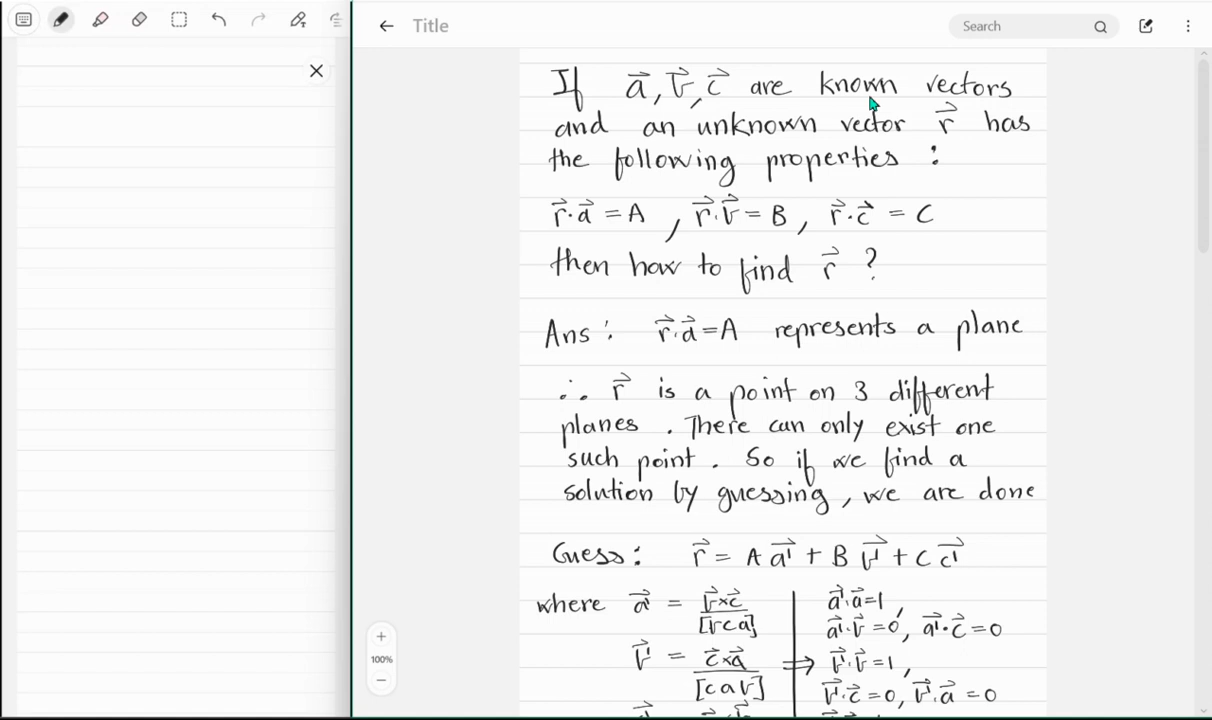 Title
Search
If a⃗, b⃗, c⃗ are known vectors
and an unknown vector r⃗ has
the following properties :
r⃗·a⃗ = A , r⃗·b⃗ = B , r⃗·c⃗ = C
then how to find r⃗ ?
Ans : r⃗·a⃗ = A represents a plane
∴ r⃗ is a point on 3 different
planes . There can only exist one
such point . So if we find a
solution by guessing , we are done
Guess : r⃗ = A a⃗' + B b⃗' + C c⃗'
where a⃗' = b⃗×c⃗ / [b c a] | a⃗'·a⃗ = 1 ,
a⃗'·b⃗ = 0 , a⃗'·c⃗ = 0
b⃗' = c⃗×a⃗ / [c a b] ⇒ b⃗'·b⃗ = 1 ,
b⃗'·c⃗ = 0 , b⃗'·a⃗ = 0
100%